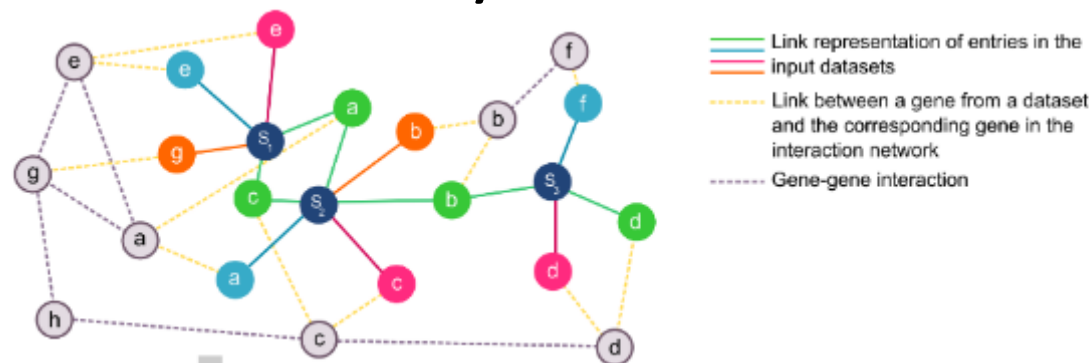 e
f
e
e
f
a
b
b
S1
g
g
S3
c
S2
b
d
a
a
c
d
h
c
d
Link representation of entries in the
input datasets
Link between a gene from a dataset
and the corresponding gene in the
interaction network
Gene-gene interaction